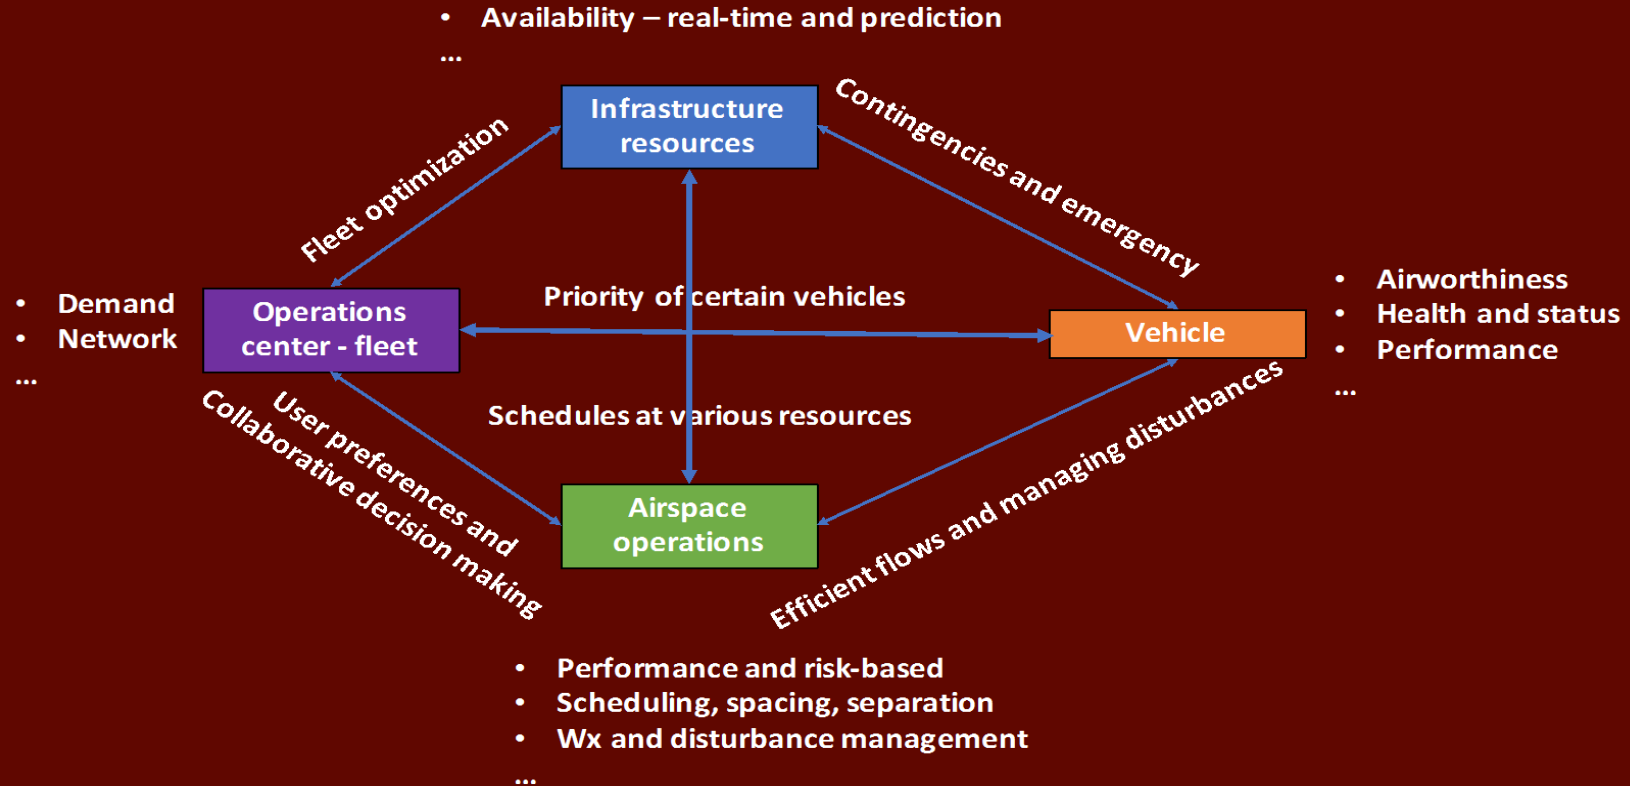 • Availability – real-time and prediction
...
Infrastructure
resources
Contingencies and emergency
Fleet optimization
• Demand
• Network
...
Operations
center - fleet
Priority of certain vehicles
Vehicle
• Airworthiness
• Health and status
• Performance
...
Schedules at various resources
User preferences and
Collaborative decision making
Airspace
operations
Efficient flows and managing disturbances
• Performance and risk-based
• Scheduling, spacing, separation
• Wx and disturbance management
...